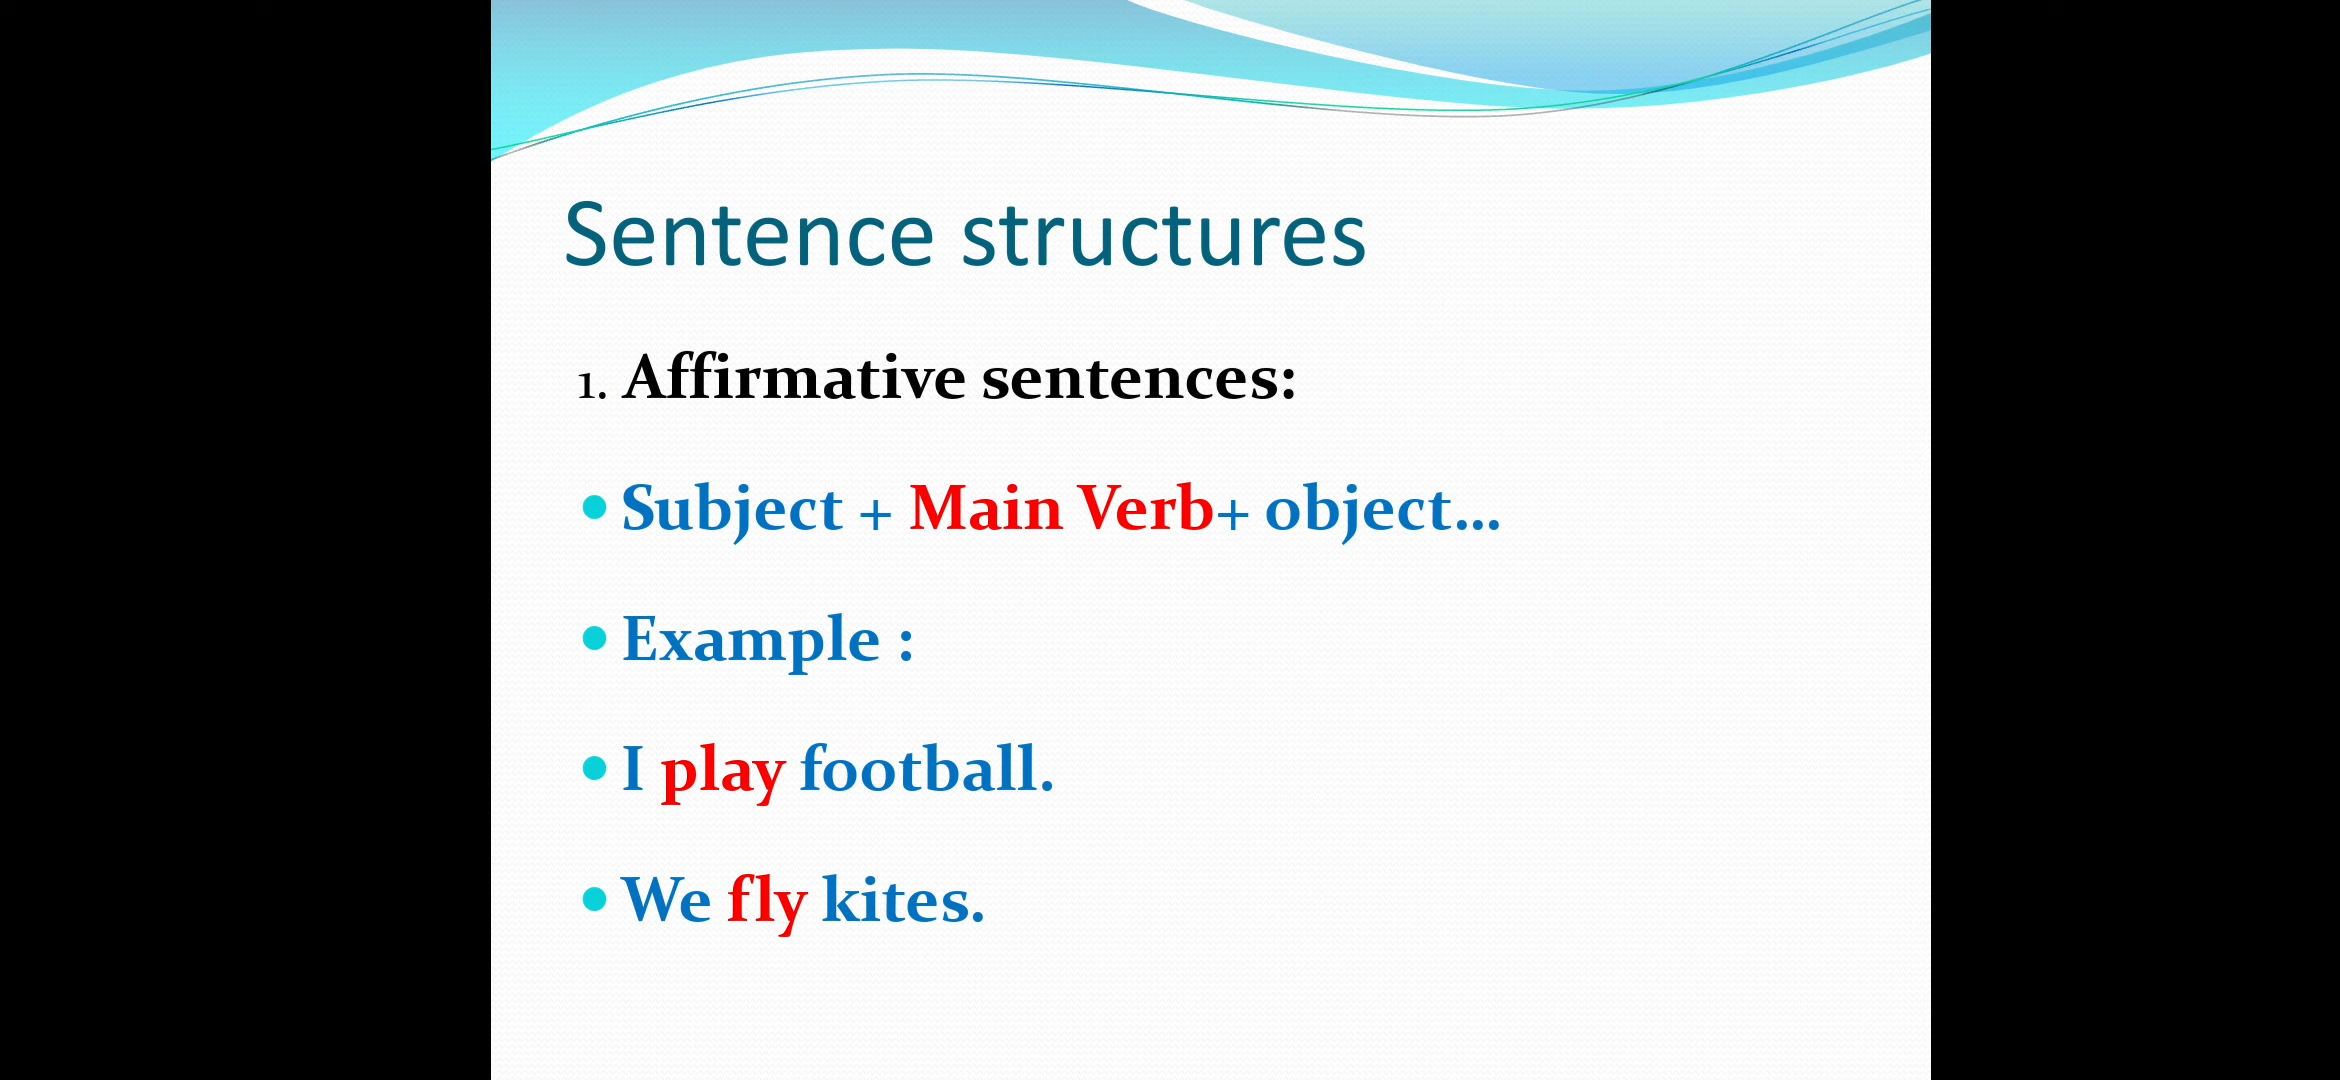 Sentence structures
1. Affirmative sentences:
• Subject + Main Verb+ object...
• Example :
• I play football.
• We fly kites.